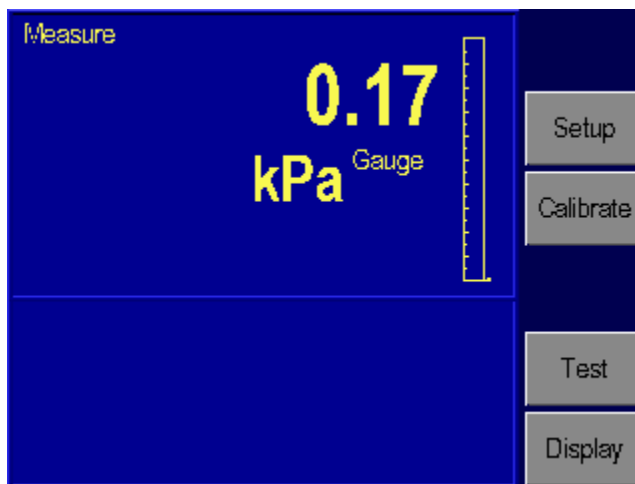 Measure
0.17
kPa Gauge
Setup
Calibrate
Test
Display